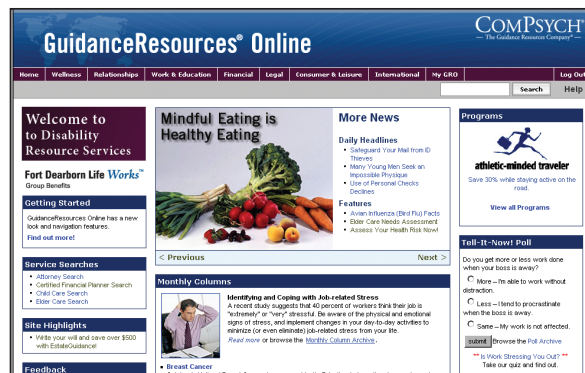 COMPSYCH®
The Guidance Resources Company®
GuidanceResources® Online
Home Wellness Relationships Work & Education Financial Legal Consumer & Leisure International My GRO Log Out
Search Help
Welcome to
to Disability
Resource Services
Fort Dearborn Life Works™
Group Benefits
Getting Started
GuidanceResources Online has a new
look and navigation features.
Find out more!
Service Searches
Attorney Search
Certified Financial Planner Search
Child Care Search
Elder Care Search
Site Highlights
Write your will and save over $500
with EstateGuidance!
Feedback
Mindful Eating is
Healthy Eating
More News
Daily Headlines
Safeguard Your Mail from ID
Thieves
Many Young Men Seek an
Impossible Physique
Use of Personal Checks
Declines
Features
Avian Influenza (Bird Flu) Facts
Elder Care Needs Assessment
Assess Your Health Risk Now!
< Previous Next >
Monthly Columns
Identifying and Coping with Job-related Stress
A recent study suggests that 40 percent of workers think their job is
"extremely" or "very" stressful. Be aware of the physical and emotional
signs of stress, and implement changes in your day-to-day activities to
minimize (or even eliminate) job-related stress from your life.
Read more or browse the Monthly Column Archive.
Breast Cancer
Programs
athletic-minded traveler
Save 30% while staying active on the
road.
View all Programs
Tell-It-Now! Poll
Do you get more or less work done
when your boss is away?
More – I'm able to work without
distraction.
Less – I tend to procrastinate
when the boss is away.
Same – My work is not affected.
submit Browse the Poll Archive
** Is Work Stressing You Out? **
Take our quiz and find out.